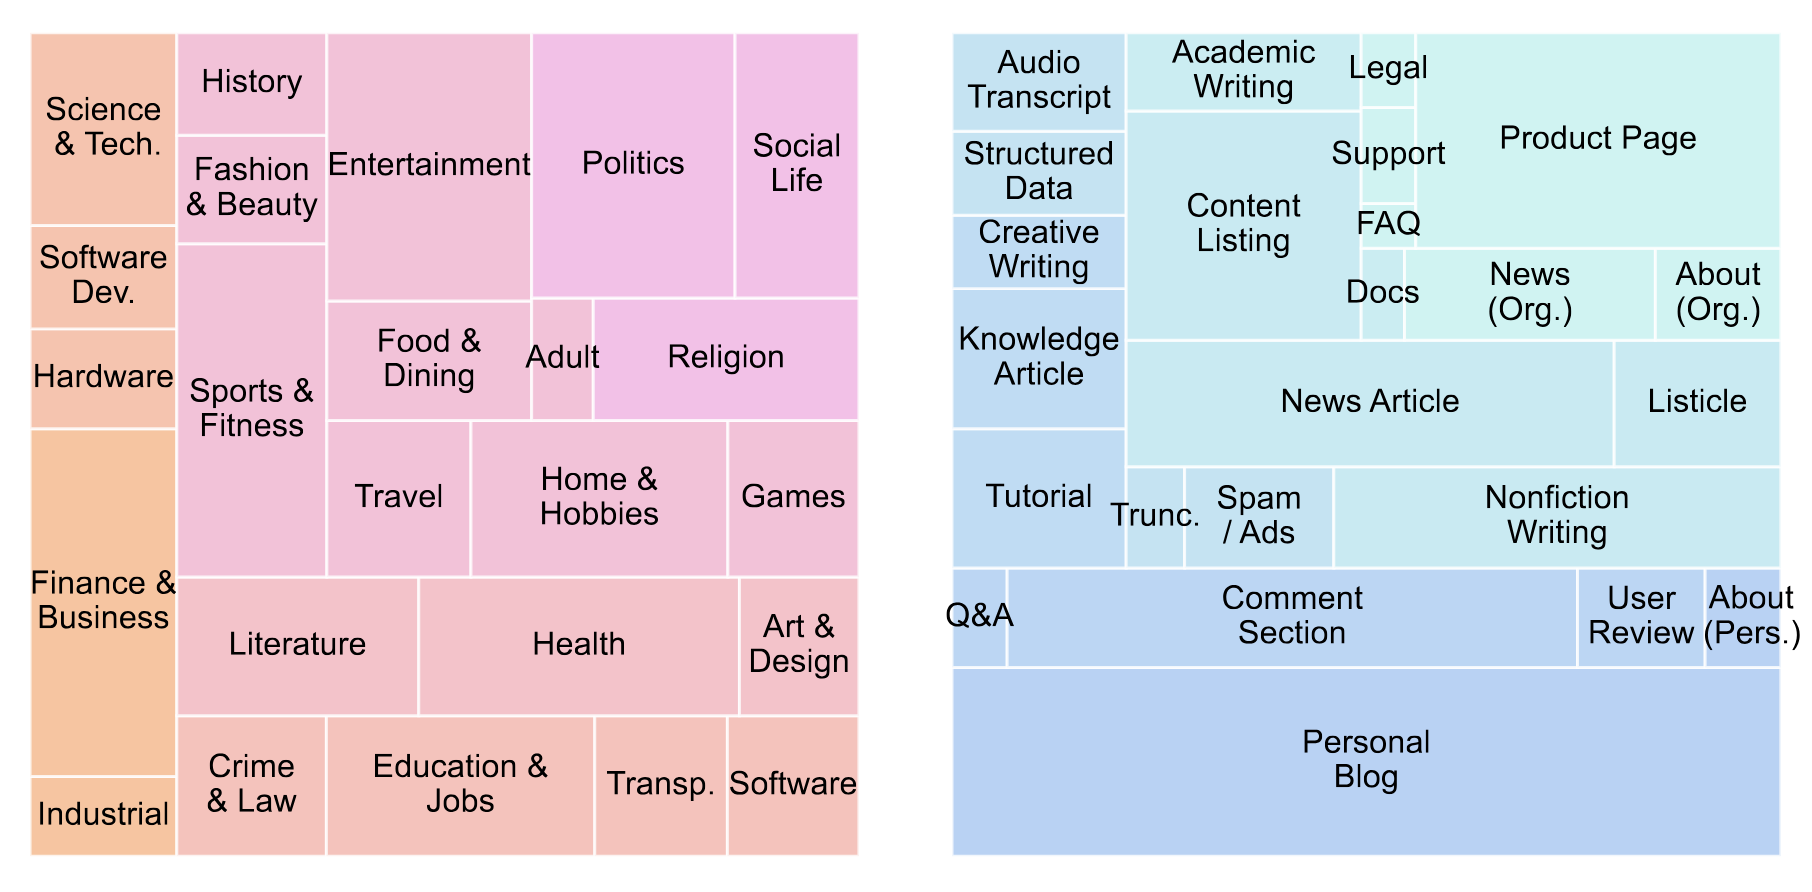 Science
& Tech.
Software
Dev.
Hardware
Finance &
Business
Industrial
History
Fashion
& Beauty
Sports &
Fitness
Entertainment
Politics
Social
Life
Food &
Dining
Adult
Religion
Travel
Home &
Hobbies
Games
Literature
Health
Art &
Design
Crime
& Law
Education &
Jobs
Transp.
Software
Audio
Transcript
Structured
Data
Creative
Writing
Knowledge
Article
Tutorial
Academic
Writing
Content
Listing
Legal
Support
FAQ
Product Page
Docs
News
(Org.)
About
(Org.)
News Article
Listicle
Trunc.
Spam
/ Ads
Nonfiction
Writing
Q&A
Comment
Section
User
Review
About
(Pers.)
Personal
Blog